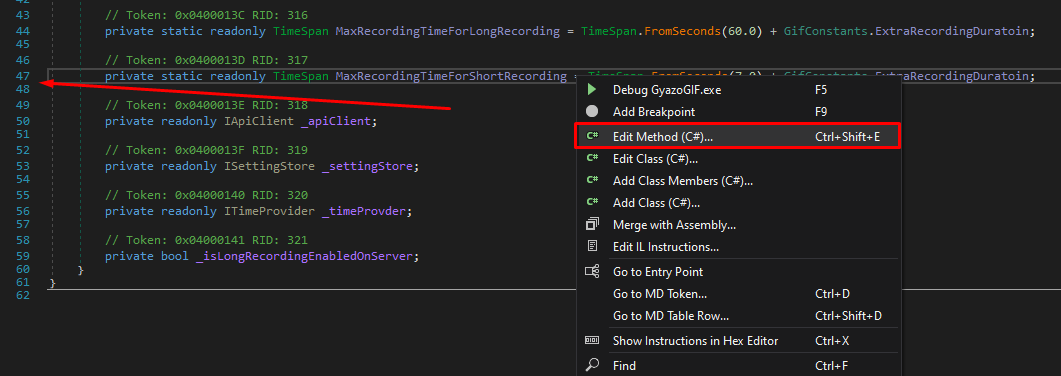 42
43 // Token: 0x0400013C RID: 316
44 private static readonly TimeSpan MaxRecordingTimeForLongRecording = TimeSpan.FromSeconds(60.0) + GifConstants.ExtraRecordingDuratoin;
45
46 // Token: 0x0400013D RID: 317
47 private static readonly TimeSpan MaxRecordingTimeForShortRecording = TimeSpan.FromSeconds(7.0) + GifConstants.ExtraRecordingDuratoin;
48
49 // Token: 0x0400013E RID: 318
50 private readonly IApiClient _apiClient;
51
52 // Token: 0x0400013F RID: 319
53 private readonly ISettingStore _settingStore;
54
55 // Token: 0x04000140 RID: 320
56 private readonly ITimeProvider _timeProvder;
57
58 // Token: 0x04000141 RID: 321
59 private bool _isLongRecordingEnabledOnServer;
60 }
61 }
62
Debug GyazoGIF.exe F5
Add Breakpoint F9
C# Edit Method (C#)... Ctrl+Shift+E
C# Edit Class (C#)...
C# Add Class Members (C#)...
C# Add Class (C#)...
Merge with Assembly...
Edit IL Instructions...
Go to Entry Point
Go to MD Token... Ctrl+D
Go to MD Table Row... Ctrl+Shift+D
Show Instructions in Hex Editor Ctrl+X
Find Ctrl+F